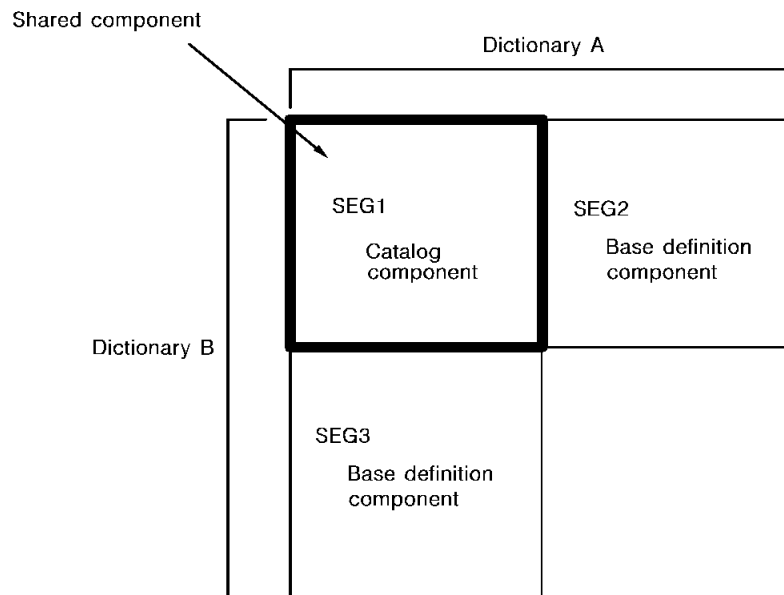 Shared component
Dictionary A
SEG1
Catalog
component
SEG2
Base definition
component
Dictionary B
SEG3
Base definition
component